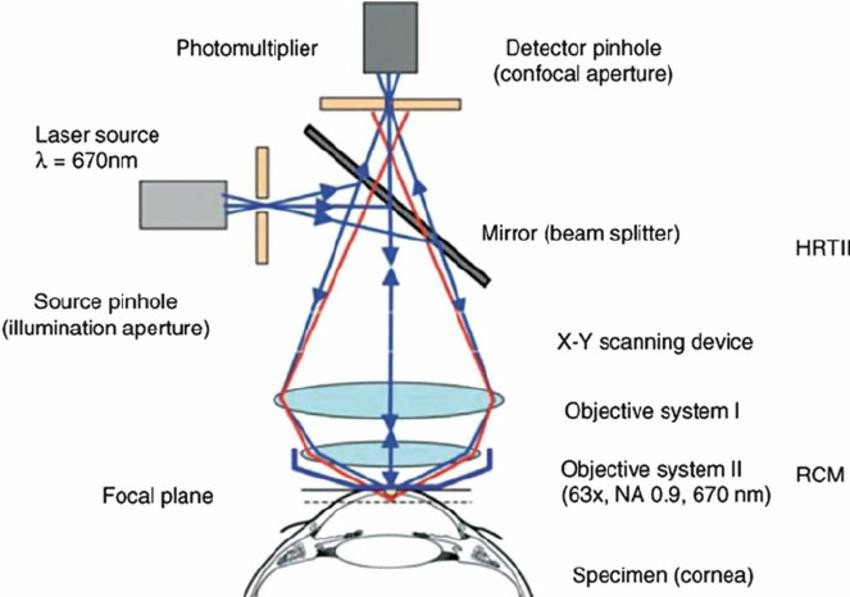 Photomultiplier
Detector pinhole
(confocal aperture)
Laser source
λ = 670nm
Mirror (beam splitter)
HRTII
Source pinhole
(illumination aperture)
X-Y scanning device
Objective system I
Objective system II
(63x, NA 0.9, 670 nm)
RCM
Focal plane
Specimen (cornea)